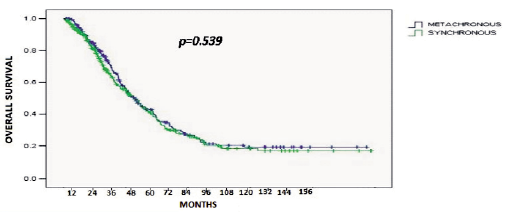 p=0.539
METACHRONOUS
SYNCHRONOUS
OVERALL SURVIVAL
1.0
0.8
0.6
0.4
0.2
0.0
12 24 36 48 60 72 84 96 108 120 132 144 156
MONTHS